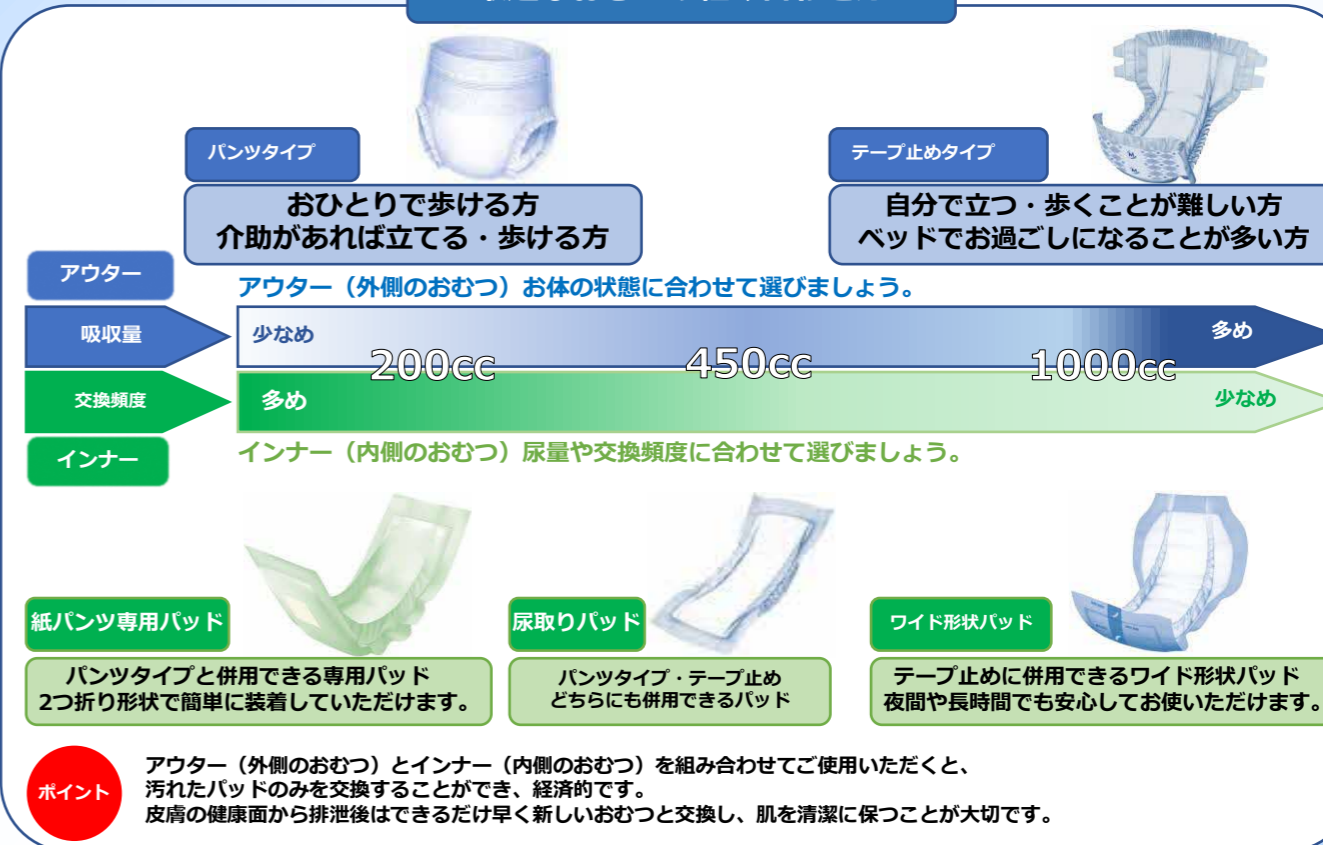 パンツタイプ
おひとりで歩ける方
介助があれば立てる・歩ける方
テープ止めタイプ
自分で立つ・歩くことが難しい方
ベッドでお過ごしになることが多い方
アウター
アウター（外側のおむつ）お体の状態に合わせて選びましょう。
吸収量
少なめ
多め
200cc
450cc
1000cc
交換頻度
多め
少なめ
インナー
インナー（内側のおむつ）尿量や交換頻度に合わせて選びましょう。
紙パンツ専用パッド
パンツタイプと併用できる専用パッド
2つ折り形状で簡単に装着していただけます。
尿取りパッド
パンツタイプ・テープ止め
どちらにも併用できるパッド
ワイド形状パッド
テープ止めに併用できるワイド形状パッド
夜間や長時間でも安心してお使いただけます。
ポイント
アウター（外側のおむつ）とインナー（内側のおむつ）を組み合わせてご使用いただくと、
汚れたパッドのみを交換することができ、経済的です。
皮膚の健康面から排泄後はできるだけ早く新しいおむつと交換し、肌を清潔に保つことが大切です。